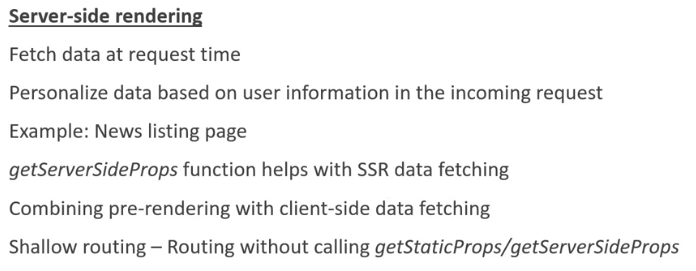 Server-side rendering
Fetch data at request time
Personalize data based on user information in the incoming request
Example: News listing page
getServerSideProps function helps with SSR data fetching
Combining pre-rendering with client-side data fetching
Shallow routing – Routing without calling getStaticProps/getServerSideProps